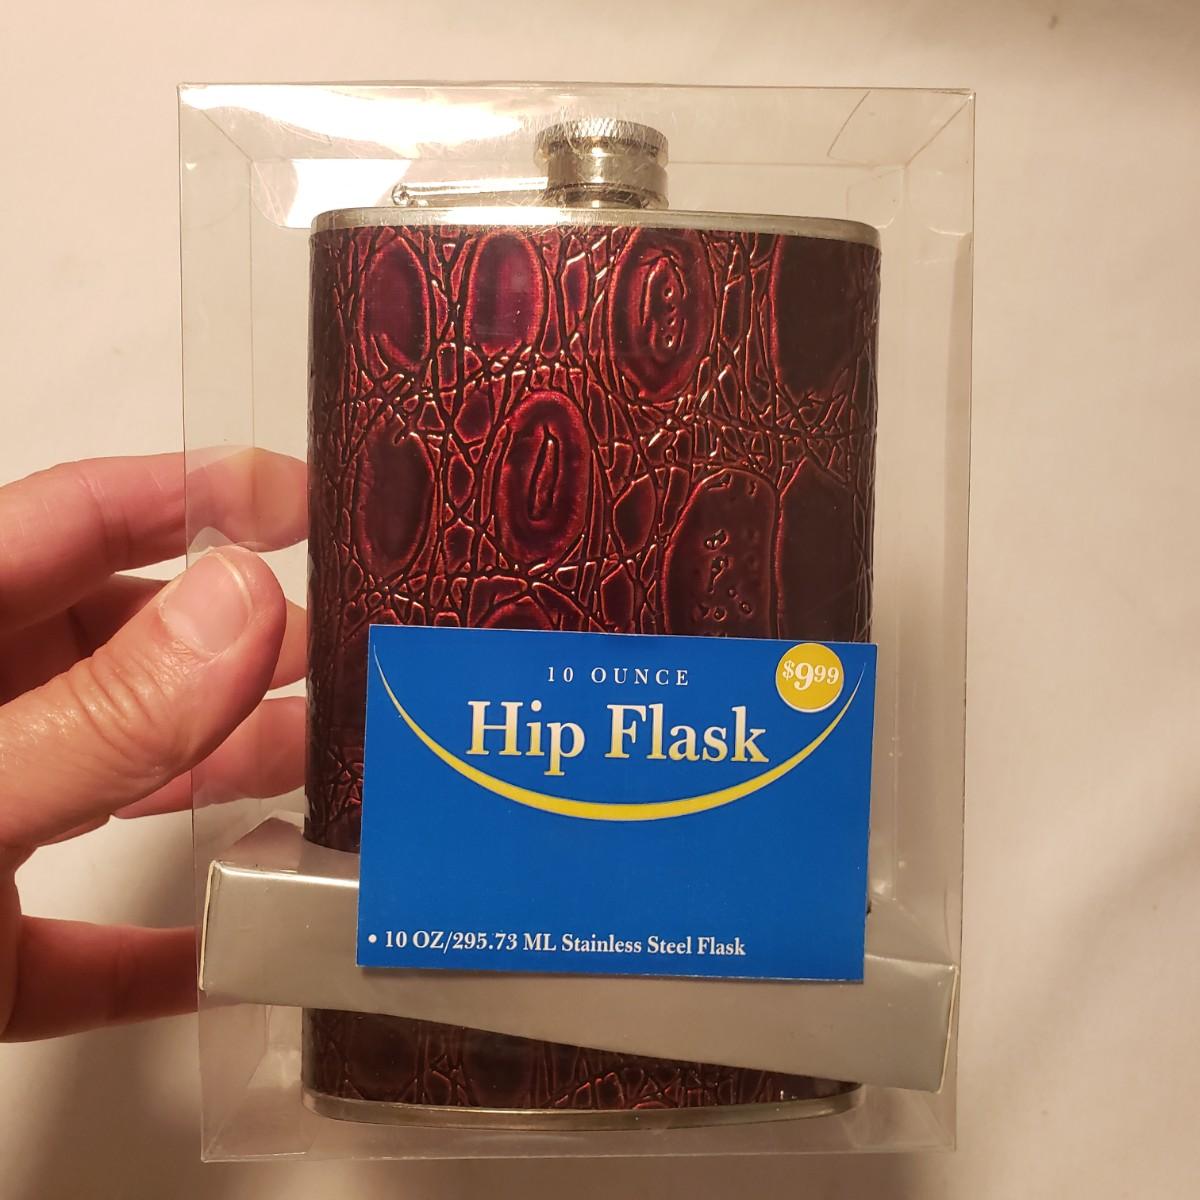 10 OUNCE
$9.99
Hip Flask
• 10 OZ/295.73 ML Stainless Steel Flask